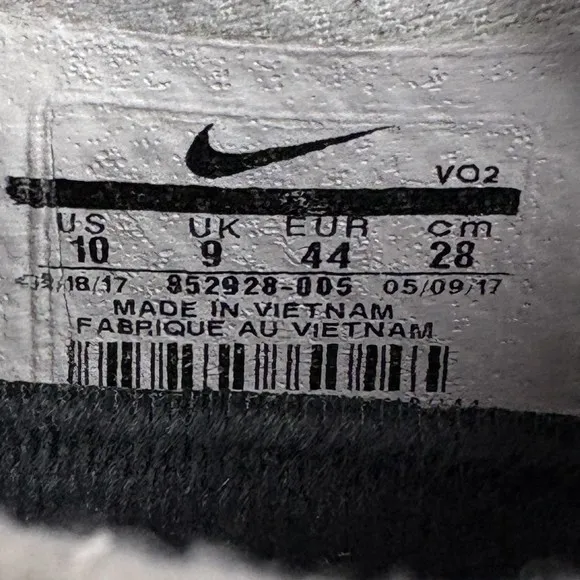 VO2
US UK EUR cm
10 9 44 28
18/17 852928-005 05/09/17
MADE IN VIETNAM
FABRIQUE AU VIETNAM